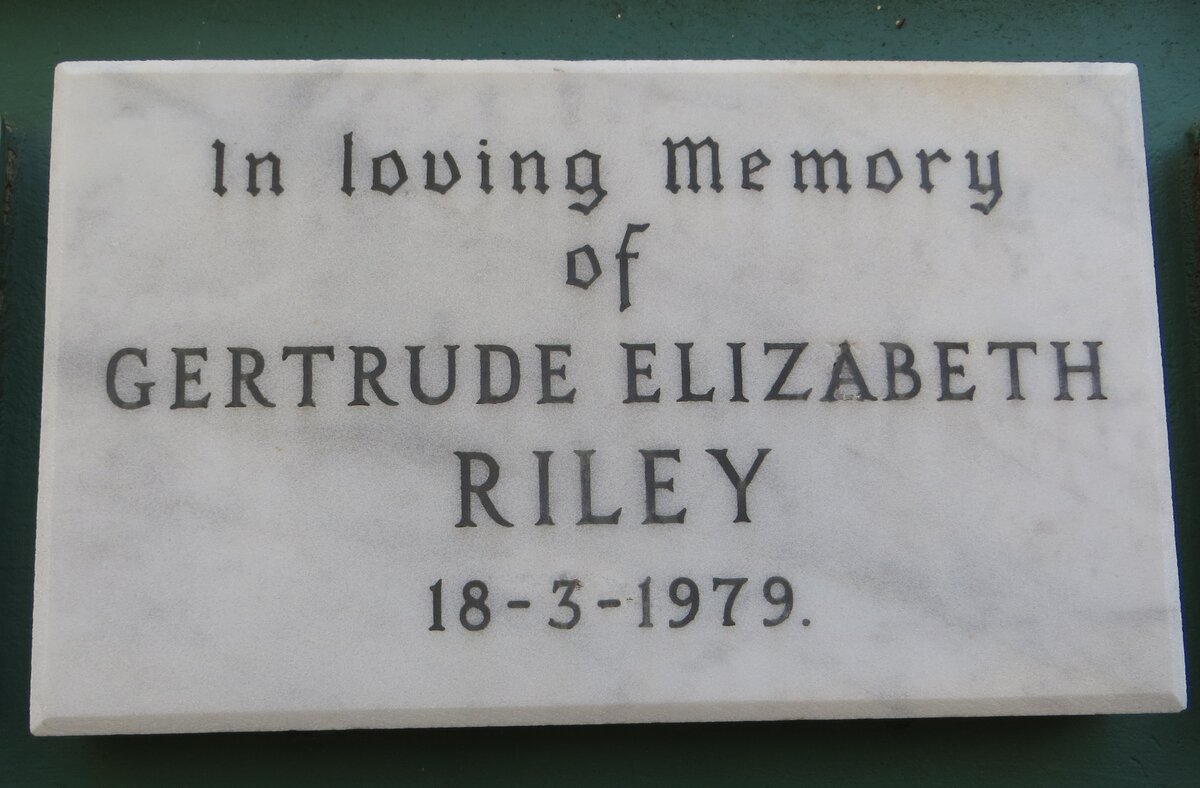 In loving Memory
of
GERTRUDE ELIZABETH
RILEY
18-3-1979.